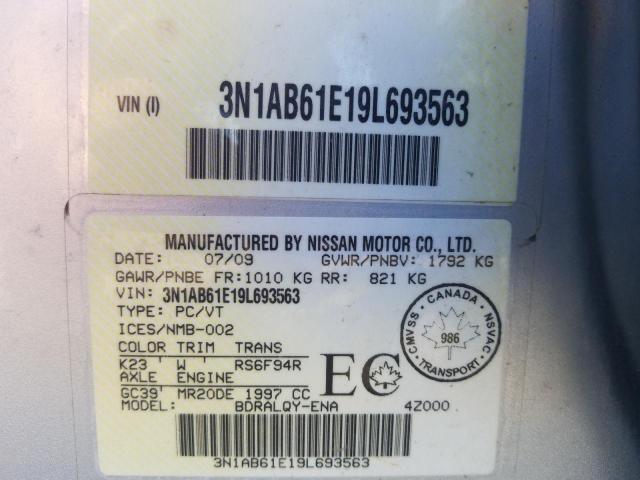 VIN (I) 3N1AB61E19L693563
MANUFACTURED BY NISSAN MOTOR CO., LTD.
DATE: 07/09 GVWR/PNBV: 1792 KG
GAWR/PNBE FR:1010 KG RR: 821 KG
VIN: 3N1AB61E19L693563
TYPE: PC/VT
ICES/NMB-002
COLOR TRIM TRANS
K23' W' RS6F94R
AXLE ENGINE
GC39' MR20DE 1997 CC
MODEL: BDRALQY-ENA 4Z000
3N1AB61E19L693563
EC
CMVSS · CANADA · NSVAC
986
TRANSPORT